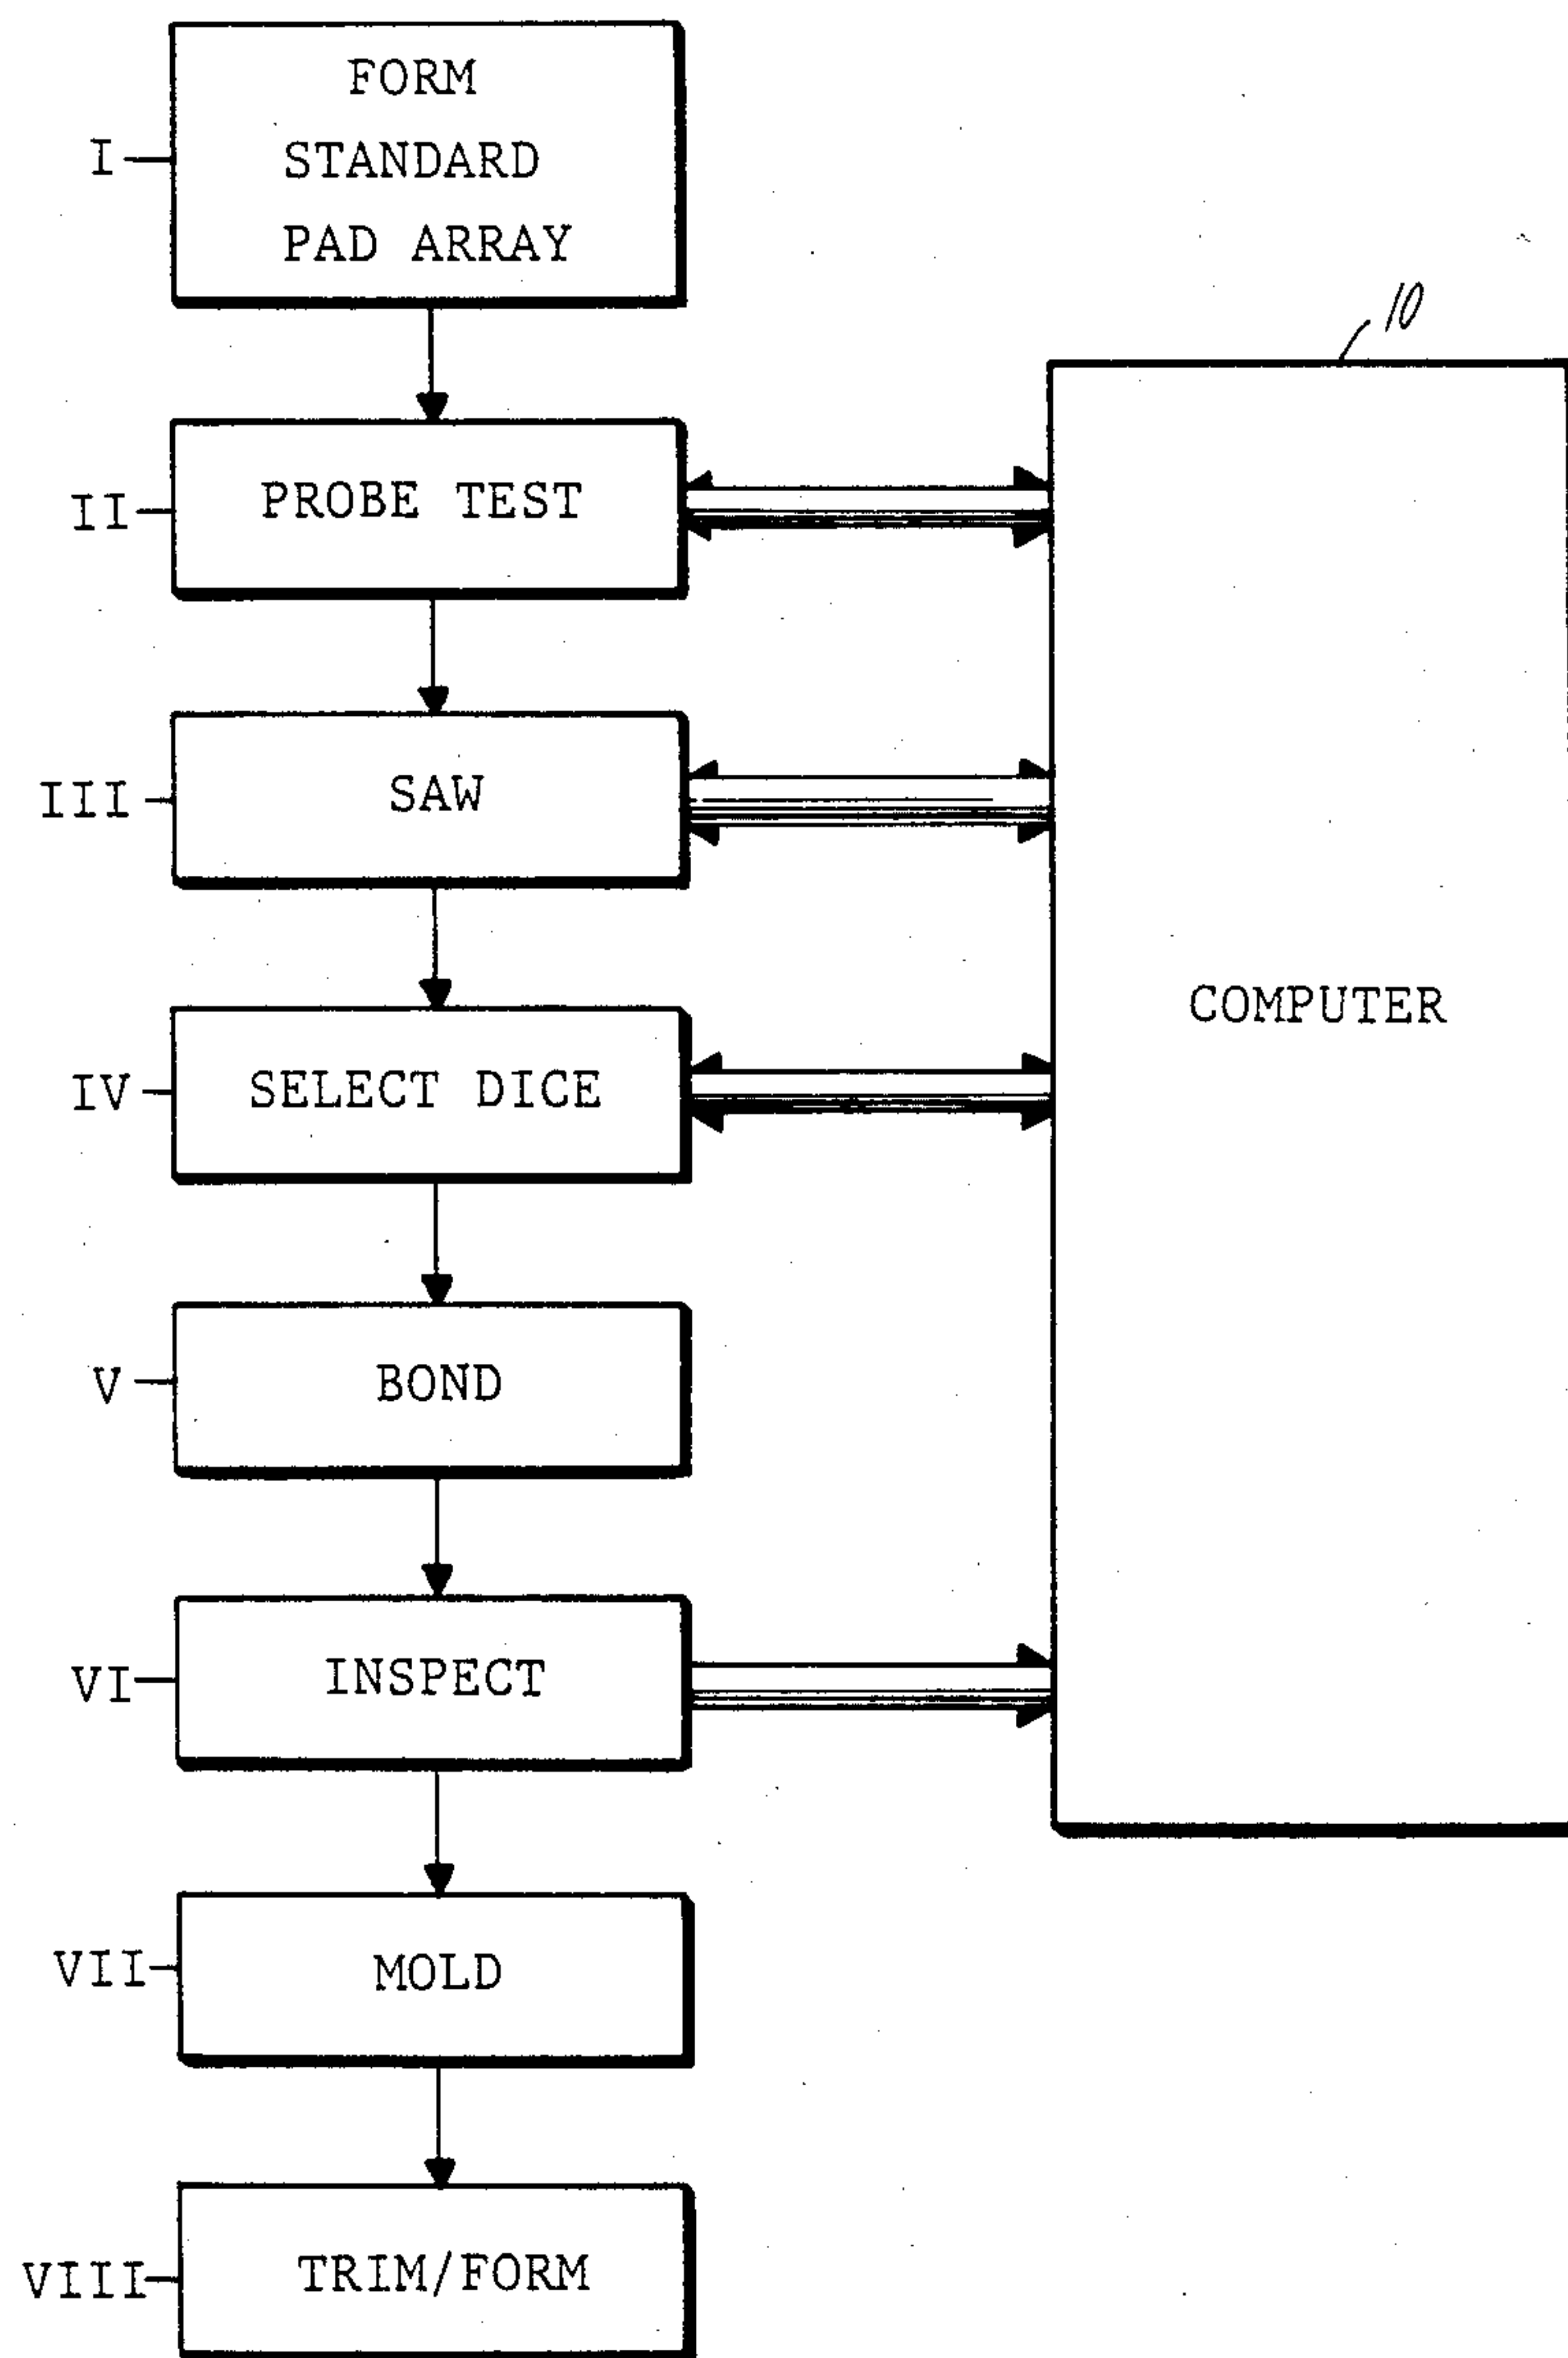 FORM
STANDARD
PAD ARRAY
I
10
PROBE TEST
II
SAW
III
COMPUTER
SELECT DICE
IV
BOND
V
INSPECT
VI
MOLD
VII
TRIM/FORM
VIII